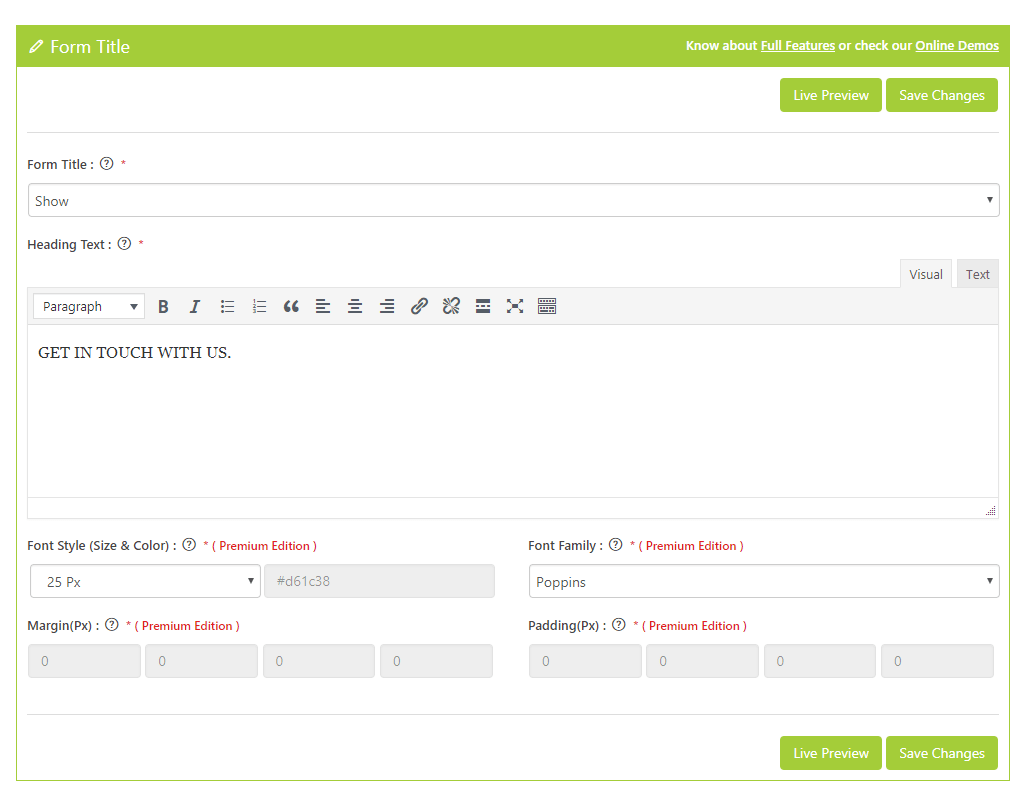 Form Title
Know about Full Features or check our Online Demos
Live Preview Save Changes
Form Title : ? *
Show
Heading Text : ? *
Visual Text
Paragraph B I
GET IN TOUCH WITH US.
Font Style (Size & Color) : ? * ( Premium Edition )
Font Family : ? * ( Premium Edition )
25 Px #d61c38
Poppins
Margin(Px) : ? * ( Premium Edition )
Padding(Px) : ? * ( Premium Edition )
0 0 0 0
0 0 0 0
Live Preview Save Changes